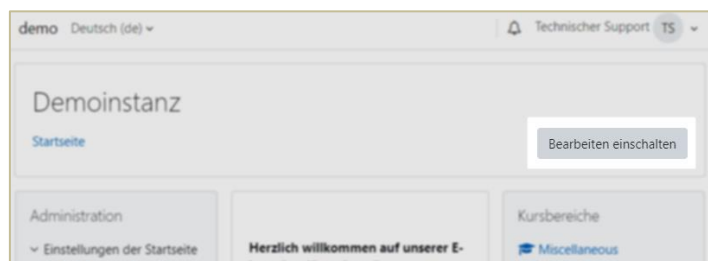 demo Deutsch (de)
Technischer Support TS
Demoinstanz
Startseite
Bearbeiten einschalten
Administration
Einstellungen der Startseite
Herzlich willkommen auf unserer E-
Kursbereiche
Miscellaneous